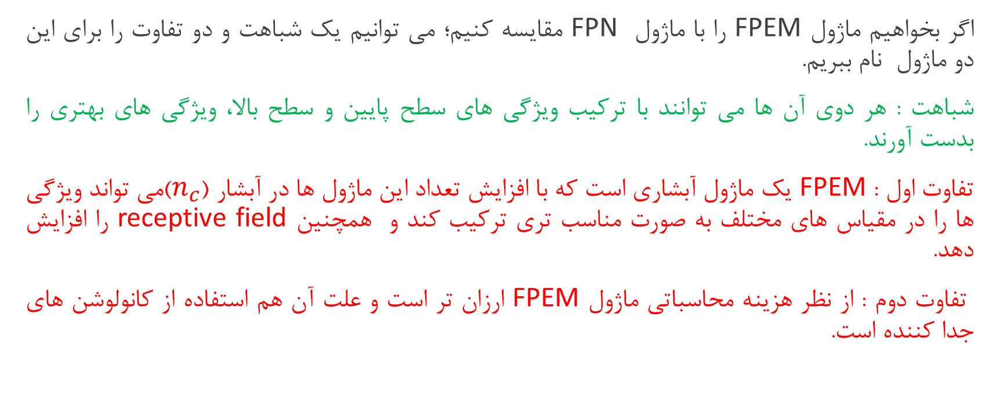 اگر بخواهیم ماژول FPEM را با ماژول FPN مقایسه کنیم؛ می توانیم یک شباهت و دو تفاوت را برای این
دو ماژول نام ببریم.
شباهت : هر دوی آن ها می توانند با ترکیب ویژگی های سطح پایین و سطح بالا، ویژگی های بهتری را
بدست آورند.
تفاوت اول : FPEM یک ماژول آبشاری است که با افزایش تعداد این ماژول ها در آبشار (n_c)می تواند ویژگی
ها را در مقیاس های مختلف به صورت مناسب تری ترکیب کند و همچنین receptive field را افزایش
دهد.
تفاوت دوم : از نظر هزینه محاسباتی ماژول FPEM ارزان تر است و علت آن هم استفاده از کانولوشن های
جدا کننده است.